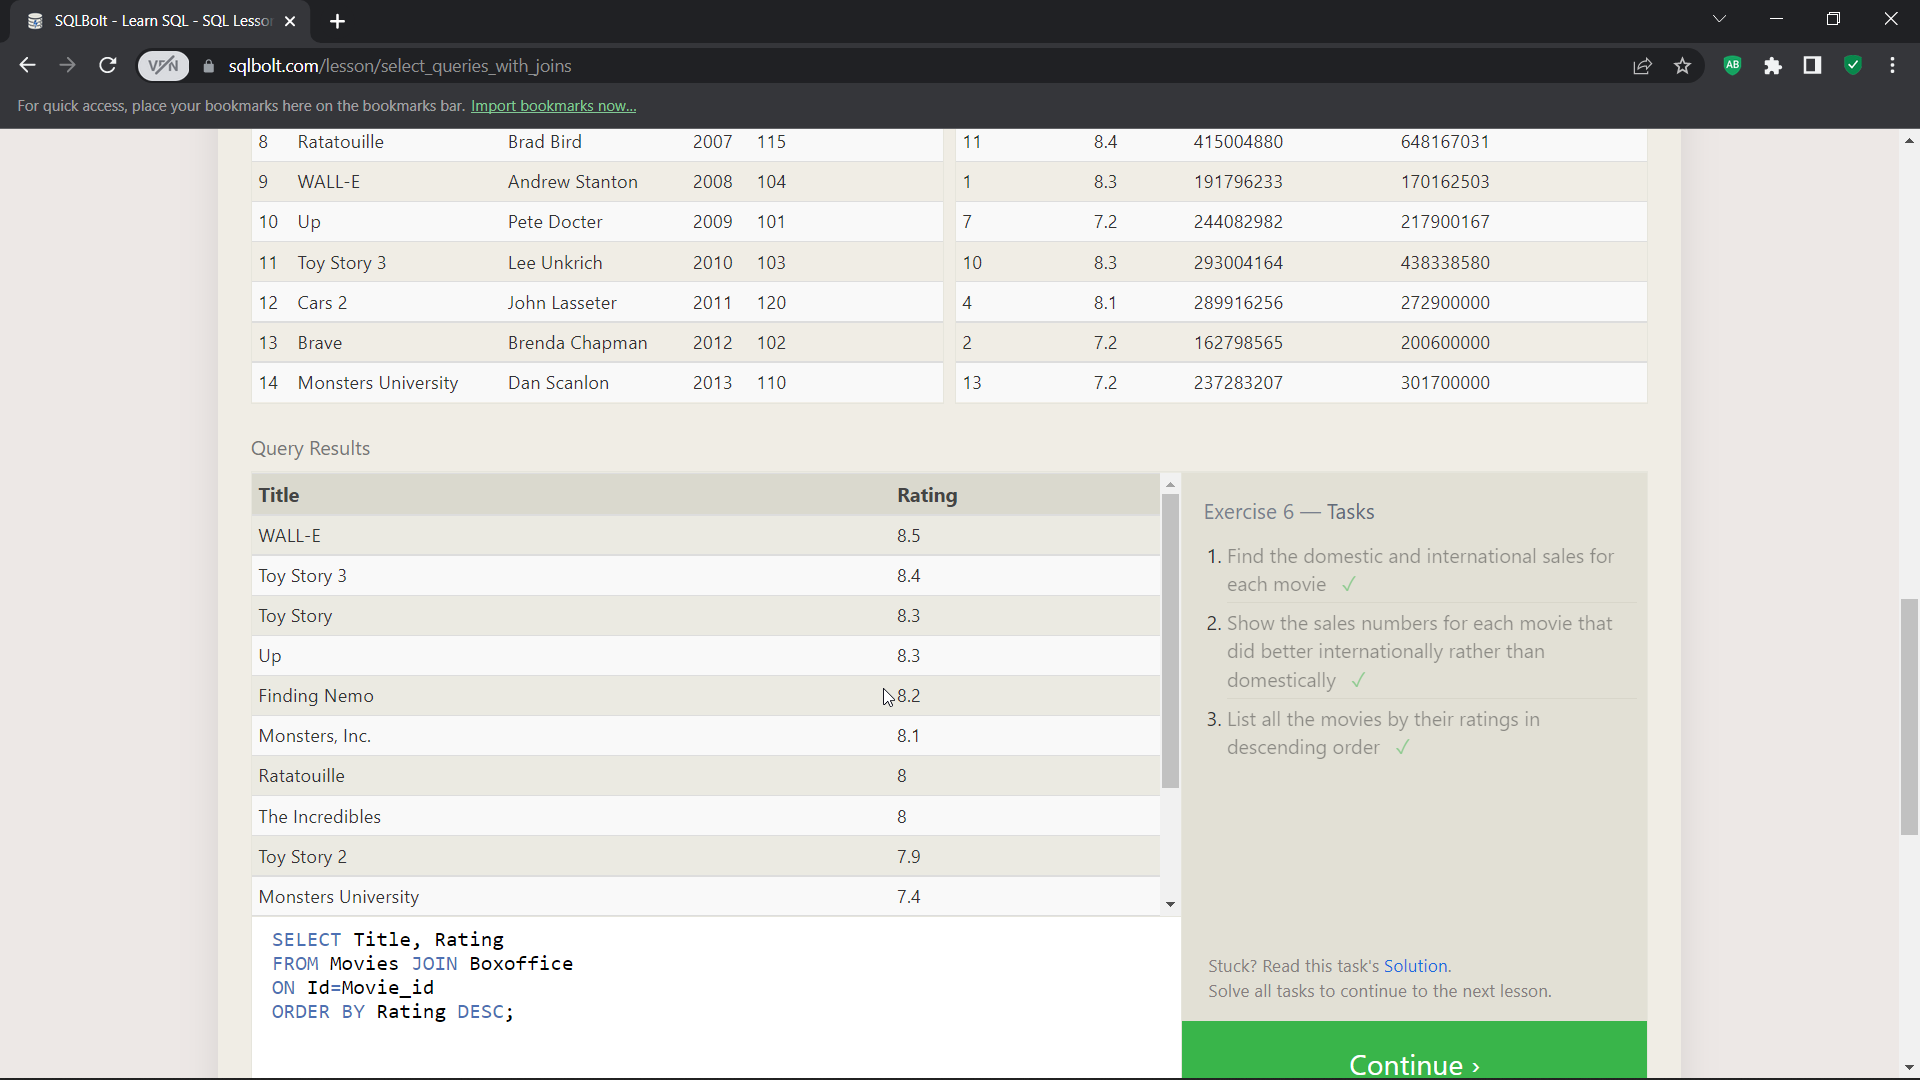 SQLBolt - Learn SQL - SQL Lesso
VPN
sqlbolt.com/lesson/select_queries_with_joins
AB
For quick access, place your bookmarks here on the bookmarks bar. Import bookmarks now...
8 Ratatouille Brad Bird 2007 115 11 8.4 415004880 648167031
9 WALL-E Andrew Stanton 2008 104 1 8.3 191796233 170162503
10 Up Pete Docter 2009 101 7 7.2 244082982 217900167
11 Toy Story 3 Lee Unkrich 2010 103 10 8.3 293004164 438338580
12 Cars 2 John Lasseter 2011 120 4 8.1 289916256 272900000
13 Brave Brenda Chapman 2012 102 2 7.2 162798565 200600000
14 Monsters University Dan Scanlon 2013 110 13 7.2 237283207 301700000
Query Results
Title Rating
WALL-E 8.5
Toy Story 3 8.4
Toy Story 8.3
Up 8.3
Finding Nemo 8.2
Monsters, Inc. 8.1
Ratatouille 8
The Incredibles 8
Toy Story 2 7.9
Monsters University 7.4
SELECT Title, Rating
FROM Movies JOIN Boxoffice
ON Id=Movie_id
ORDER BY Rating DESC;
Exercise 6 — Tasks
1. Find the domestic and international sales for
each movie ✓
2. Show the sales numbers for each movie that
did better internationally rather than
domestically ✓
3. List all the movies by their ratings in
descending order ✓
Stuck? Read this task's Solution.
Solve all tasks to continue to the next lesson.
Continue ›